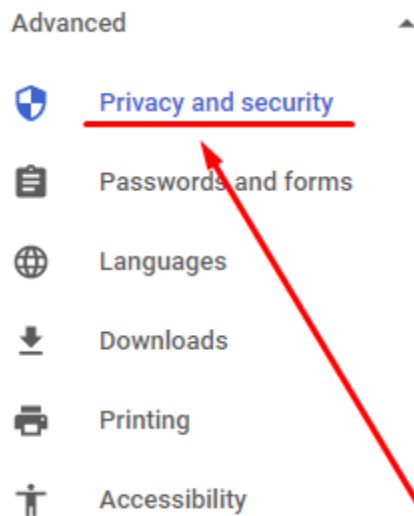 Advanced
Privacy and security
Passwords and forms
Languages
Downloads
Printing
Accessibility